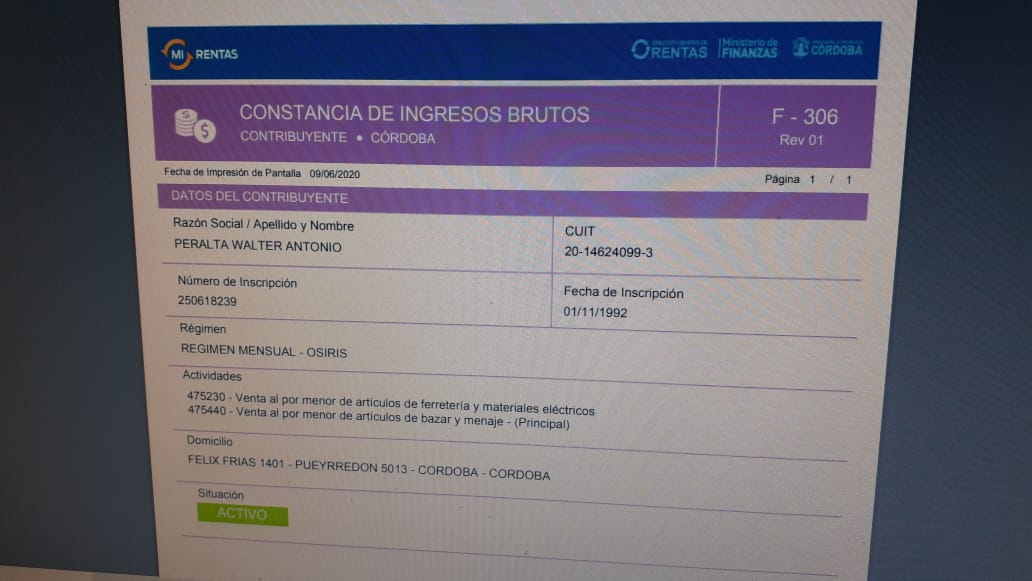 MI RENTAS
DIRECCIÓN GENERAL DE RENTAS
Ministerio de FINANZAS
CÓRDOBA
CONSTANCIA DE INGRESOS BRUTOS
CONTRIBUYENTE • CÓRDOBA
F - 306
Rev 01
Fecha de Impresión de Pantalla 09/06/2020
Página 1 / 1
DATOS DEL CONTRIBUYENTE
Razón Social / Apellido y Nombre
PERALTA WALTER ANTONIO
CUIT
20-14624099-3
Número de Inscripción
250618239
Fecha de Inscripción
01/11/1992
Régimen
REGIMEN MENSUAL - OSIRIS
Actividades
475230 - Venta al por menor de artículos de ferretería y materiales eléctricos
475440 - Venta al por menor de artículos de bazar y menaje - (Principal)
Domicilio
FELIX FRIAS 1401 - PUEYRREDON 5013 - CORDOBA - CORDOBA
Situación
ACTIVO